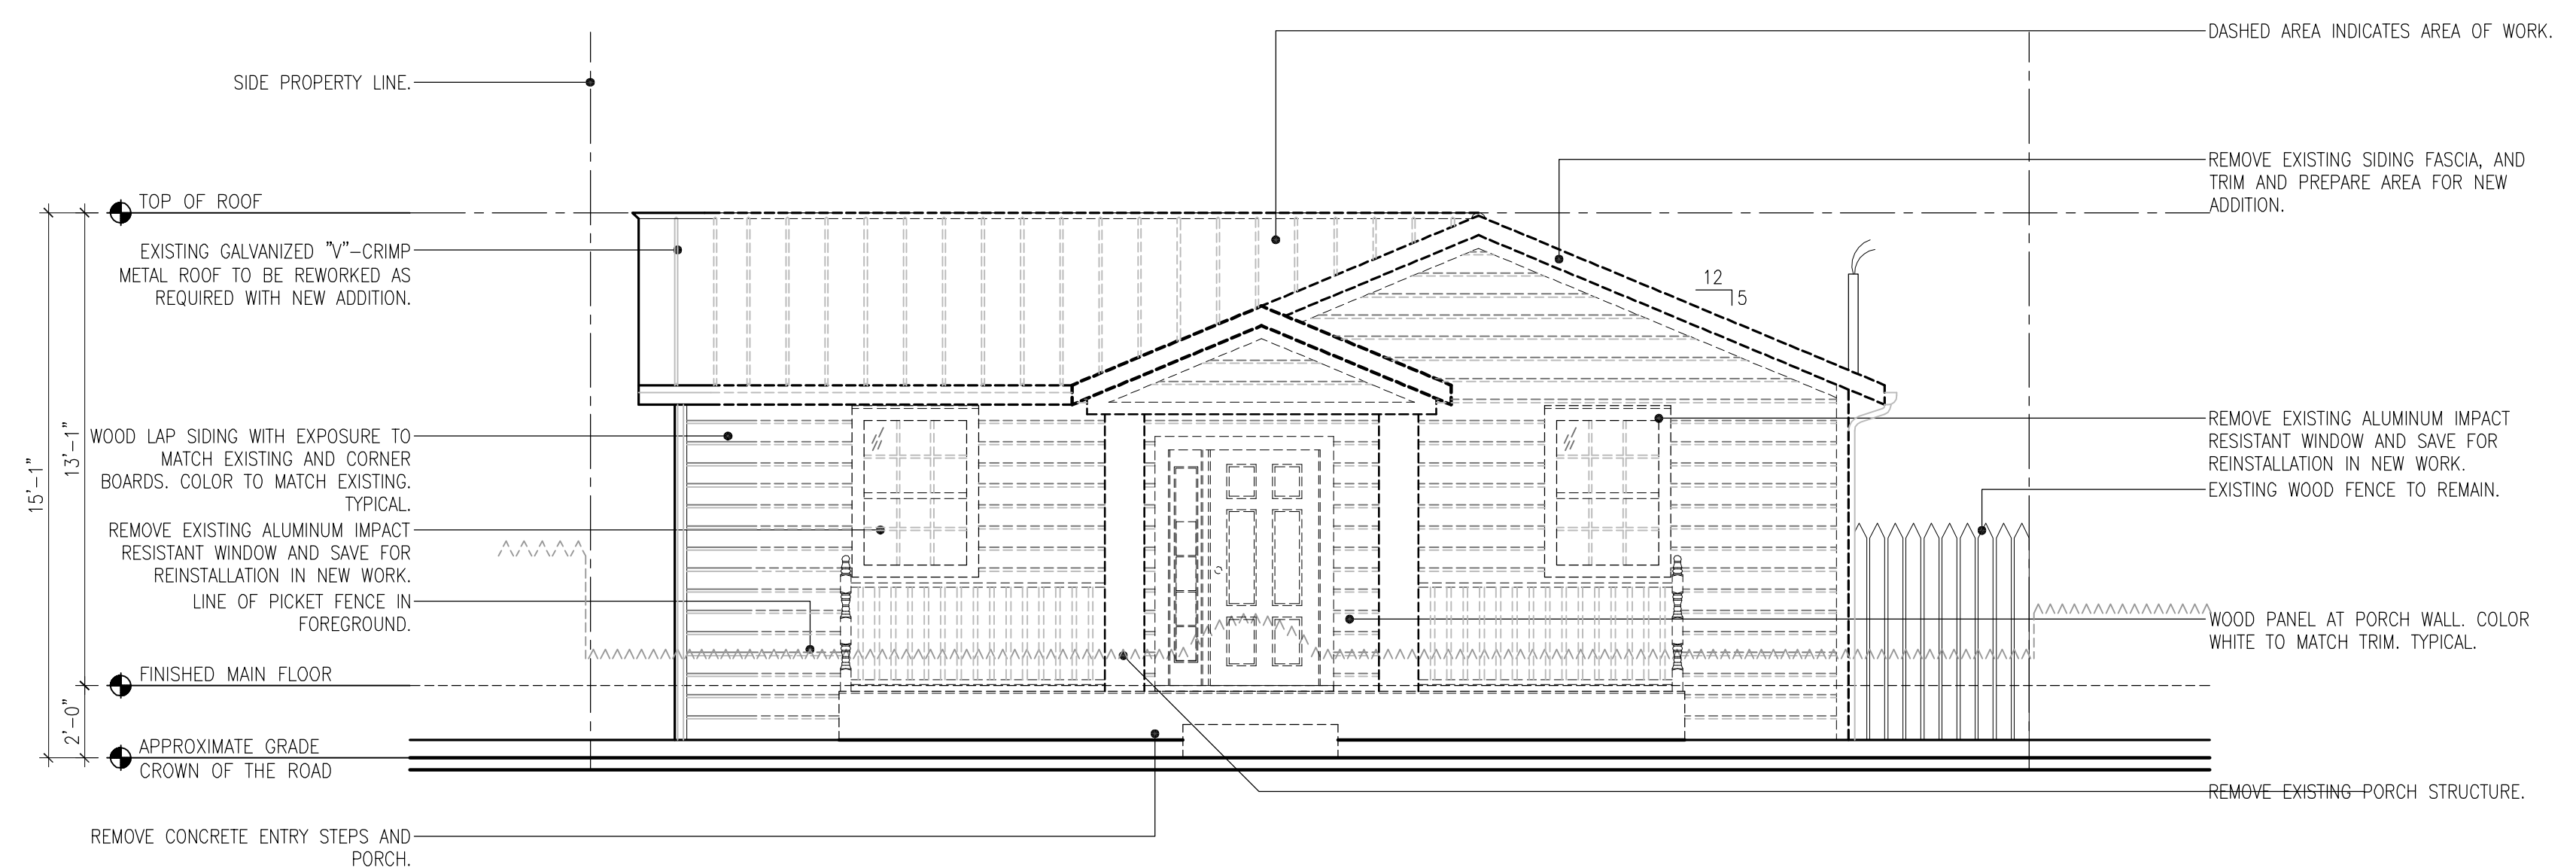 DASHED AREA INDICATES AREA OF WORK.
SIDE PROPERTY LINE.
REMOVE EXISTING SIDING FASCIA, AND
TRIM AND PREPARE AREA FOR NEW
ADDITION.
TOP OF ROOF
EXISTING GALVANIZED "V"-CRIMP
METAL ROOF TO BE REWORKED AS
REQUIRED WITH NEW ADDITION.
12
5
15'-1"
13'-1"
WOOD LAP SIDING WITH EXPOSURE TO
MATCH EXISTING AND CORNER
BOARDS. COLOR TO MATCH EXISTING.
TYPICAL.
REMOVE EXISTING ALUMINUM IMPACT
RESISTANT WINDOW AND SAVE FOR
REINSTALLATION IN NEW WORK.
EXISTING WOOD FENCE TO REMAIN.
REMOVE EXISTING ALUMINUM IMPACT
RESISTANT WINDOW AND SAVE FOR
REINSTALLATION IN NEW WORK.
LINE OF PICKET FENCE IN
FOREGROUND.
WOOD PANEL AT PORCH WALL. COLOR
WHITE TO MATCH TRIM. TYPICAL.
FINISHED MAIN FLOOR
2'-0"
APPROXIMATE GRADE
CROWN OF THE ROAD
REMOVE EXISTING PORCH STRUCTURE.
REMOVE CONCRETE ENTRY STEPS AND
PORCH.